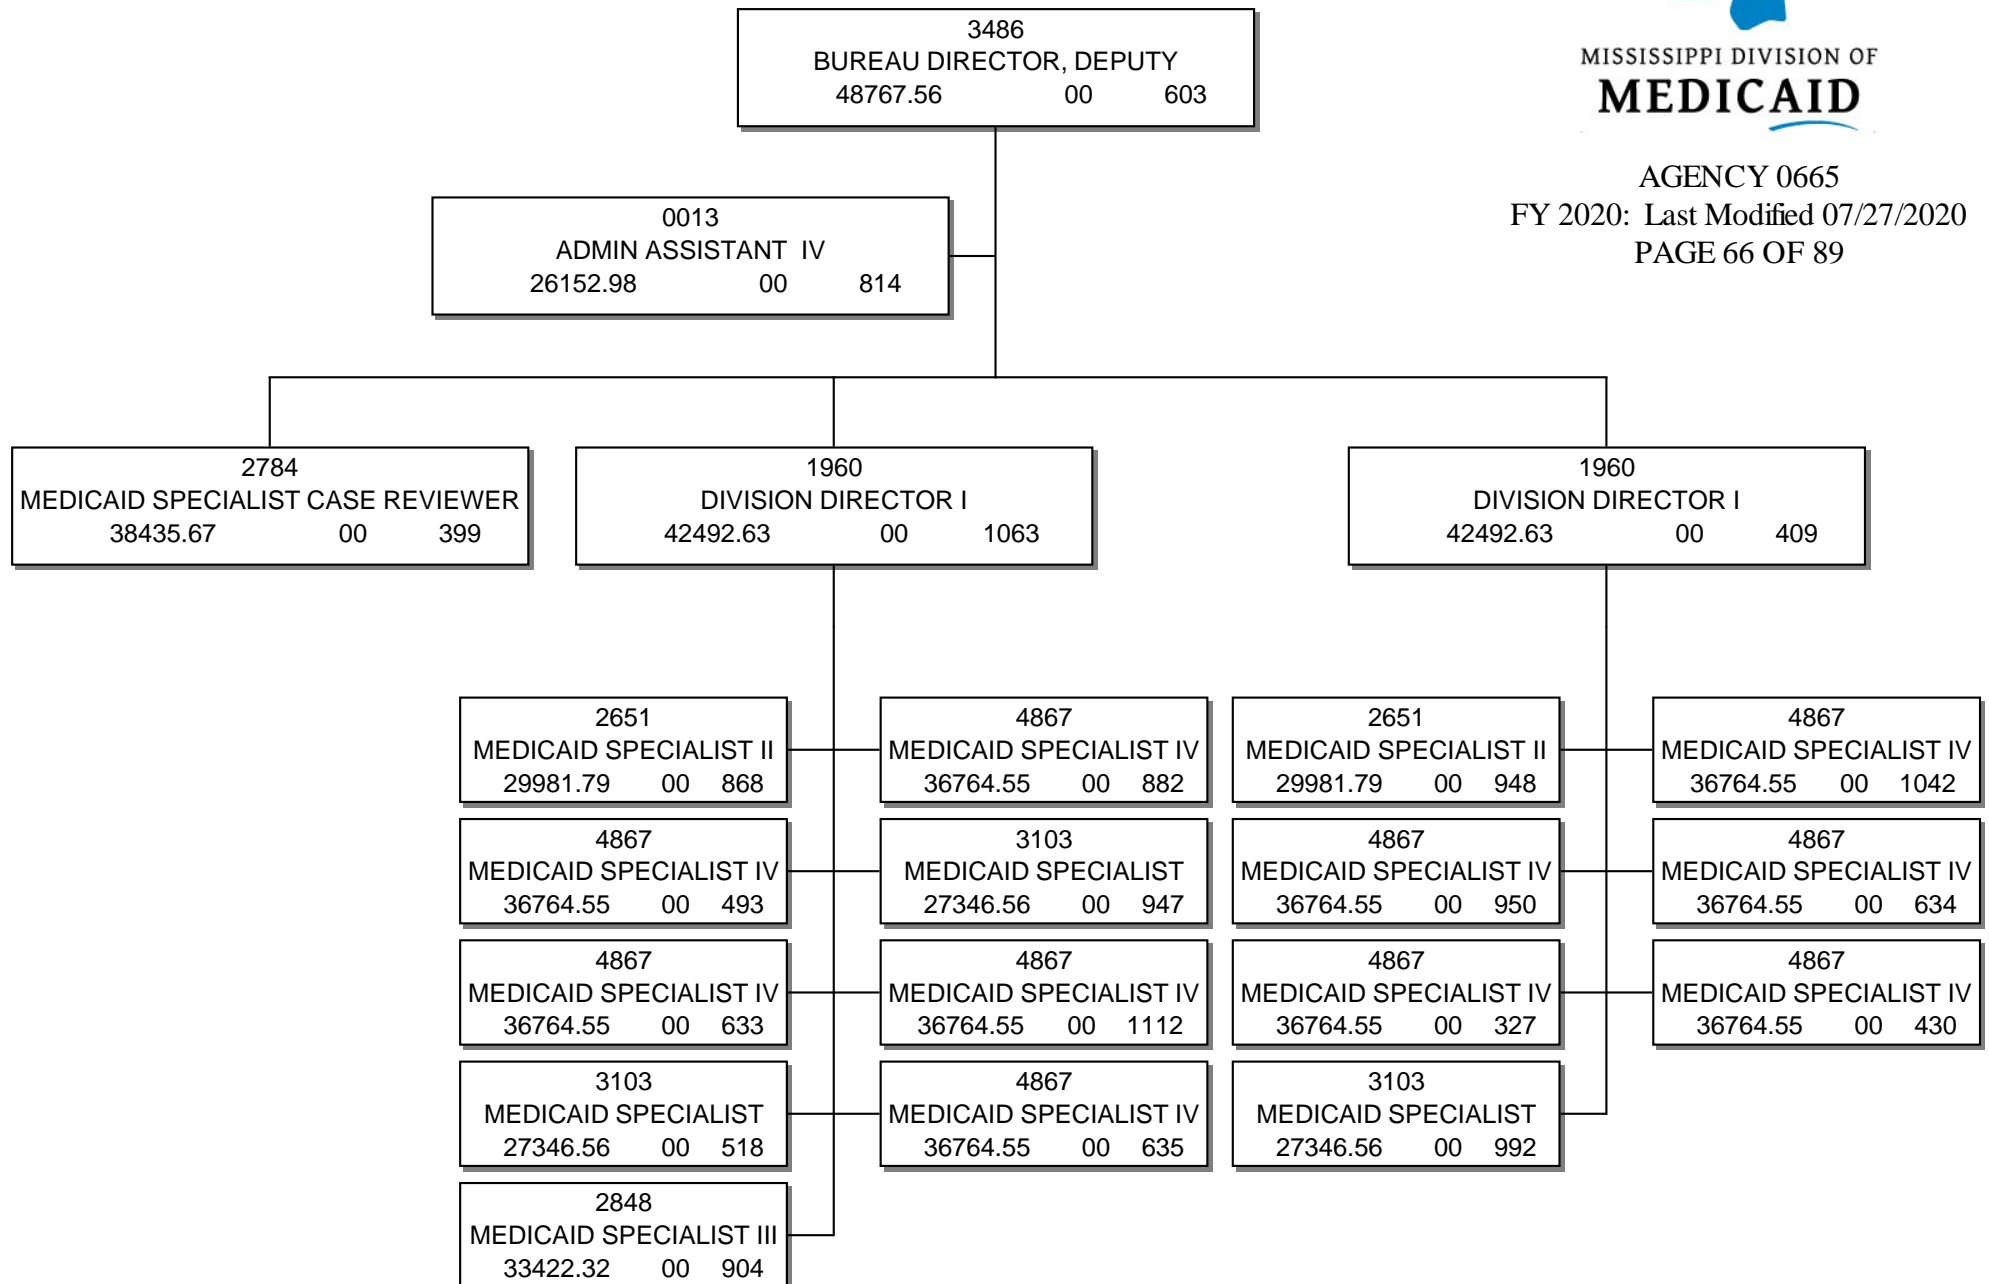 3486
BUREAU DIRECTOR, DEPUTY
48767.56 00 603
MISSISSIPPI DIVISION OF
MEDICAID
AGENCY 0665
FY 2020: Last Modified 07/27/2020
PAGE 66 OF 89
0013
ADMIN ASSISTANT IV
26152.98 00 814
2784
MEDICAID SPECIALIST CASE REVIEWER
38435.67 00 399
1960
DIVISION DIRECTOR I
42492.63 00 1063
1960
DIVISION DIRECTOR I
42492.63 00 409
2651
MEDICAID SPECIALIST II
29981.79 00 868
4867
MEDICAID SPECIALIST IV
36764.55 00 882
2651
MEDICAID SPECIALIST II
29981.79 00 948
4867
MEDICAID SPECIALIST IV
36764.55 00 1042
4867
MEDICAID SPECIALIST IV
36764.55 00 493
3103
MEDICAID SPECIALIST
27346.56 00 947
4867
MEDICAID SPECIALIST IV
36764.55 00 950
4867
MEDICAID SPECIALIST IV
36764.55 00 634
4867
MEDICAID SPECIALIST IV
36764.55 00 633
4867
MEDICAID SPECIALIST IV
36764.55 00 1112
4867
MEDICAID SPECIALIST IV
36764.55 00 327
4867
MEDICAID SPECIALIST IV
36764.55 00 430
3103
MEDICAID SPECIALIST
27346.56 00 518
4867
MEDICAID SPECIALIST IV
36764.55 00 635
3103
MEDICAID SPECIALIST
27346.56 00 992
2848
MEDICAID SPECIALIST III
33422.32 00 904